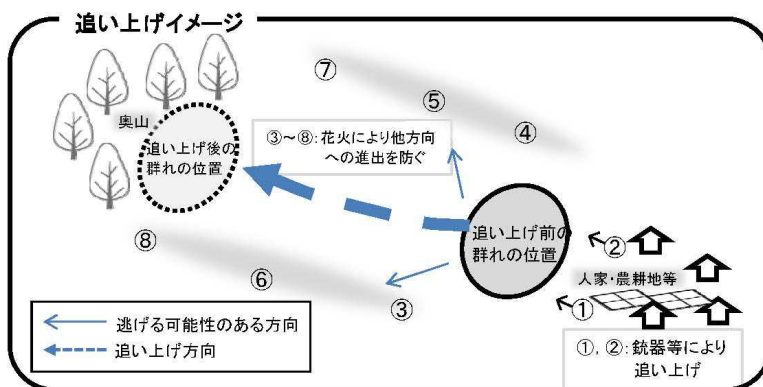 追い上げイメージ
⑦
⑤
④
奥山
追い上げ後の
群れの位置
③～⑧:花火により他方向
への進出を防ぐ
追い上げ前の
群れの位置
②
人家・農耕地等
①
⑧
⑥
③
逃げる可能性のある方向
追い上げ方向
①，②:銃器等により
追い上げ